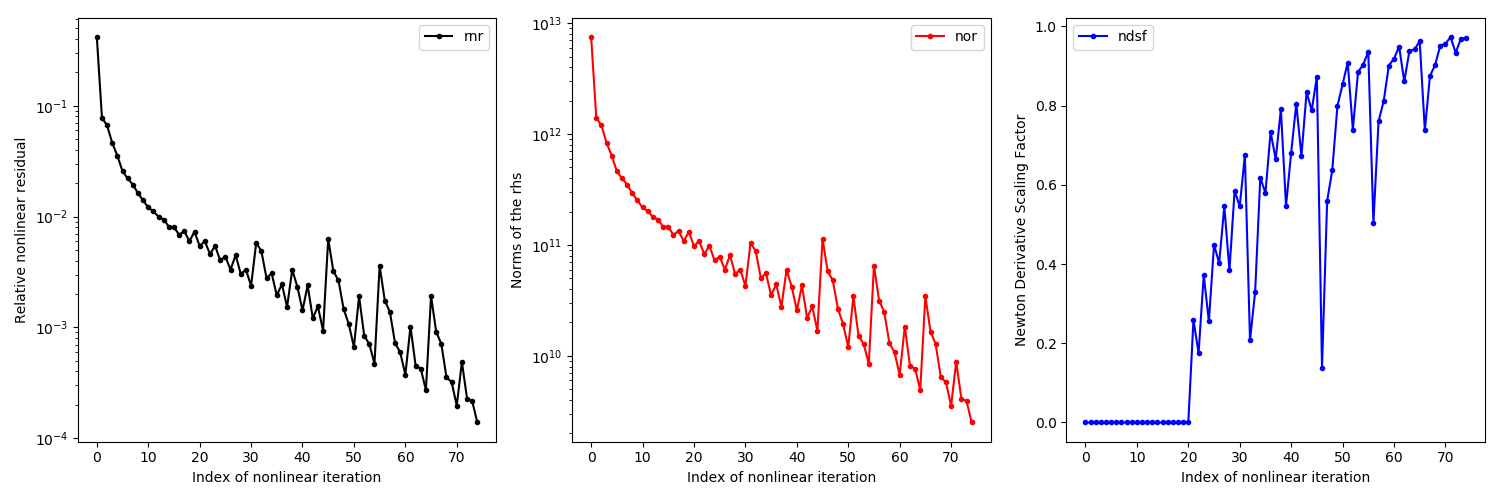 Relative nonlinear residual
10⁻¹
10⁻²
10⁻³
10⁻⁴
rnr
0 10 20 30 40 50 60 70
Index of nonlinear iteration
Norms of the rhs
10¹³
10¹²
10¹¹
10¹⁰
nor
0 10 20 30 40 50 60 70
Index of nonlinear iteration
Newton Derivative Scaling Factor
1.0
0.8
0.6
0.4
0.2
0.0
ndsf
0 10 20 30 40 50 60 70
Index of nonlinear iteration